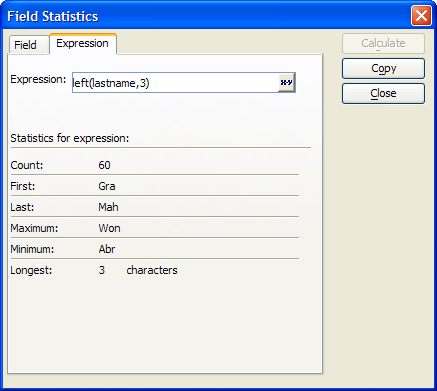 Field Statistics
Field Expression
Calculate
Expression: left(lastname,3) x·y
Copy
Close
Statistics for expression:
Count: 60
First: Gra
Last: Mah
Maximum: Won
Minimum: Abr
Longest: 3 characters